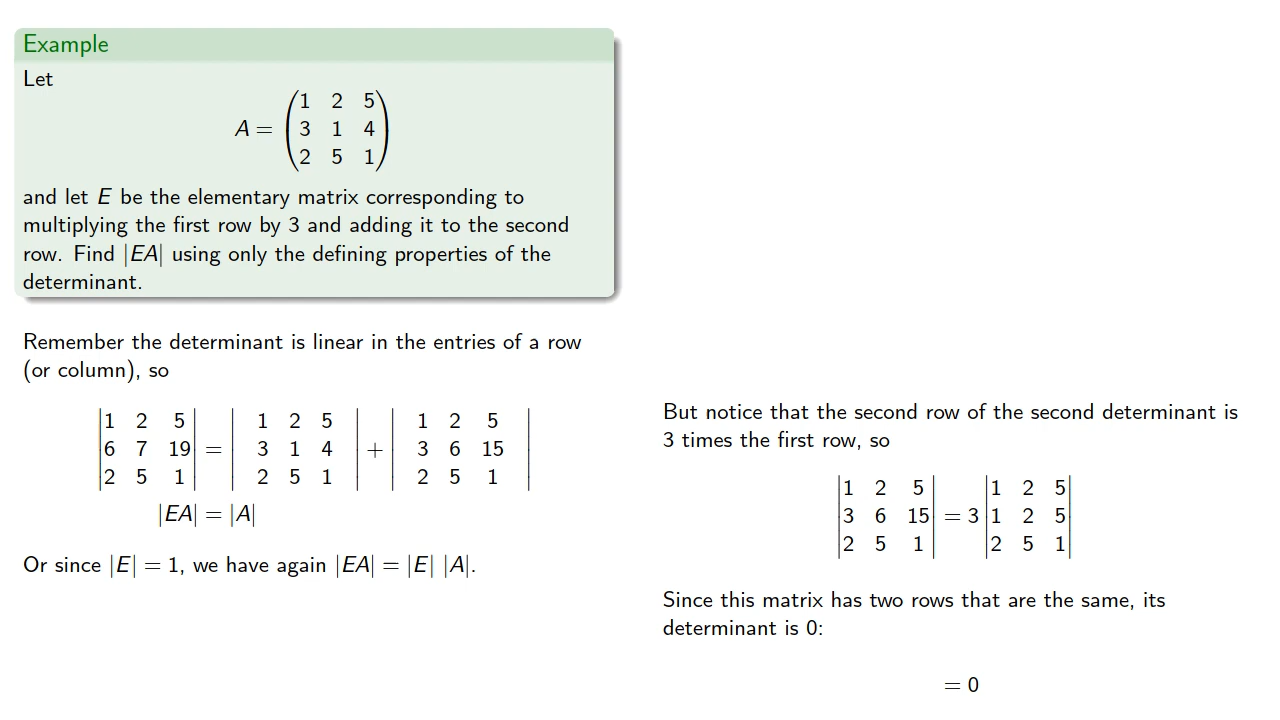 Example
Let
A = 
1 2 5
3 1 4
2 5 1
and let E be the elementary matrix corresponding to
multiplying the first row by 3 and adding it to the second
row. Find |EA| using only the defining properties of the
determinant.
Remember the determinant is linear in the entries of a row
(or column), so
|1 2 5| |1 2 5| |1 2 5|
|6 7 19| = |3 1 4| + |3 6 15|
|2 5 1| |2 5 1| |2 5 1|
|EA| = |A|
Or since |E| = 1, we have again |EA| = |E| |A|.
But notice that the second row of the second determinant is
3 times the first row, so
|1 2 5| |1 2 5|
|3 6 15| = 3 |1 2 5|
|2 5 1| |2 5 1|
Since this matrix has two rows that are the same, its
determinant is 0:
= 0